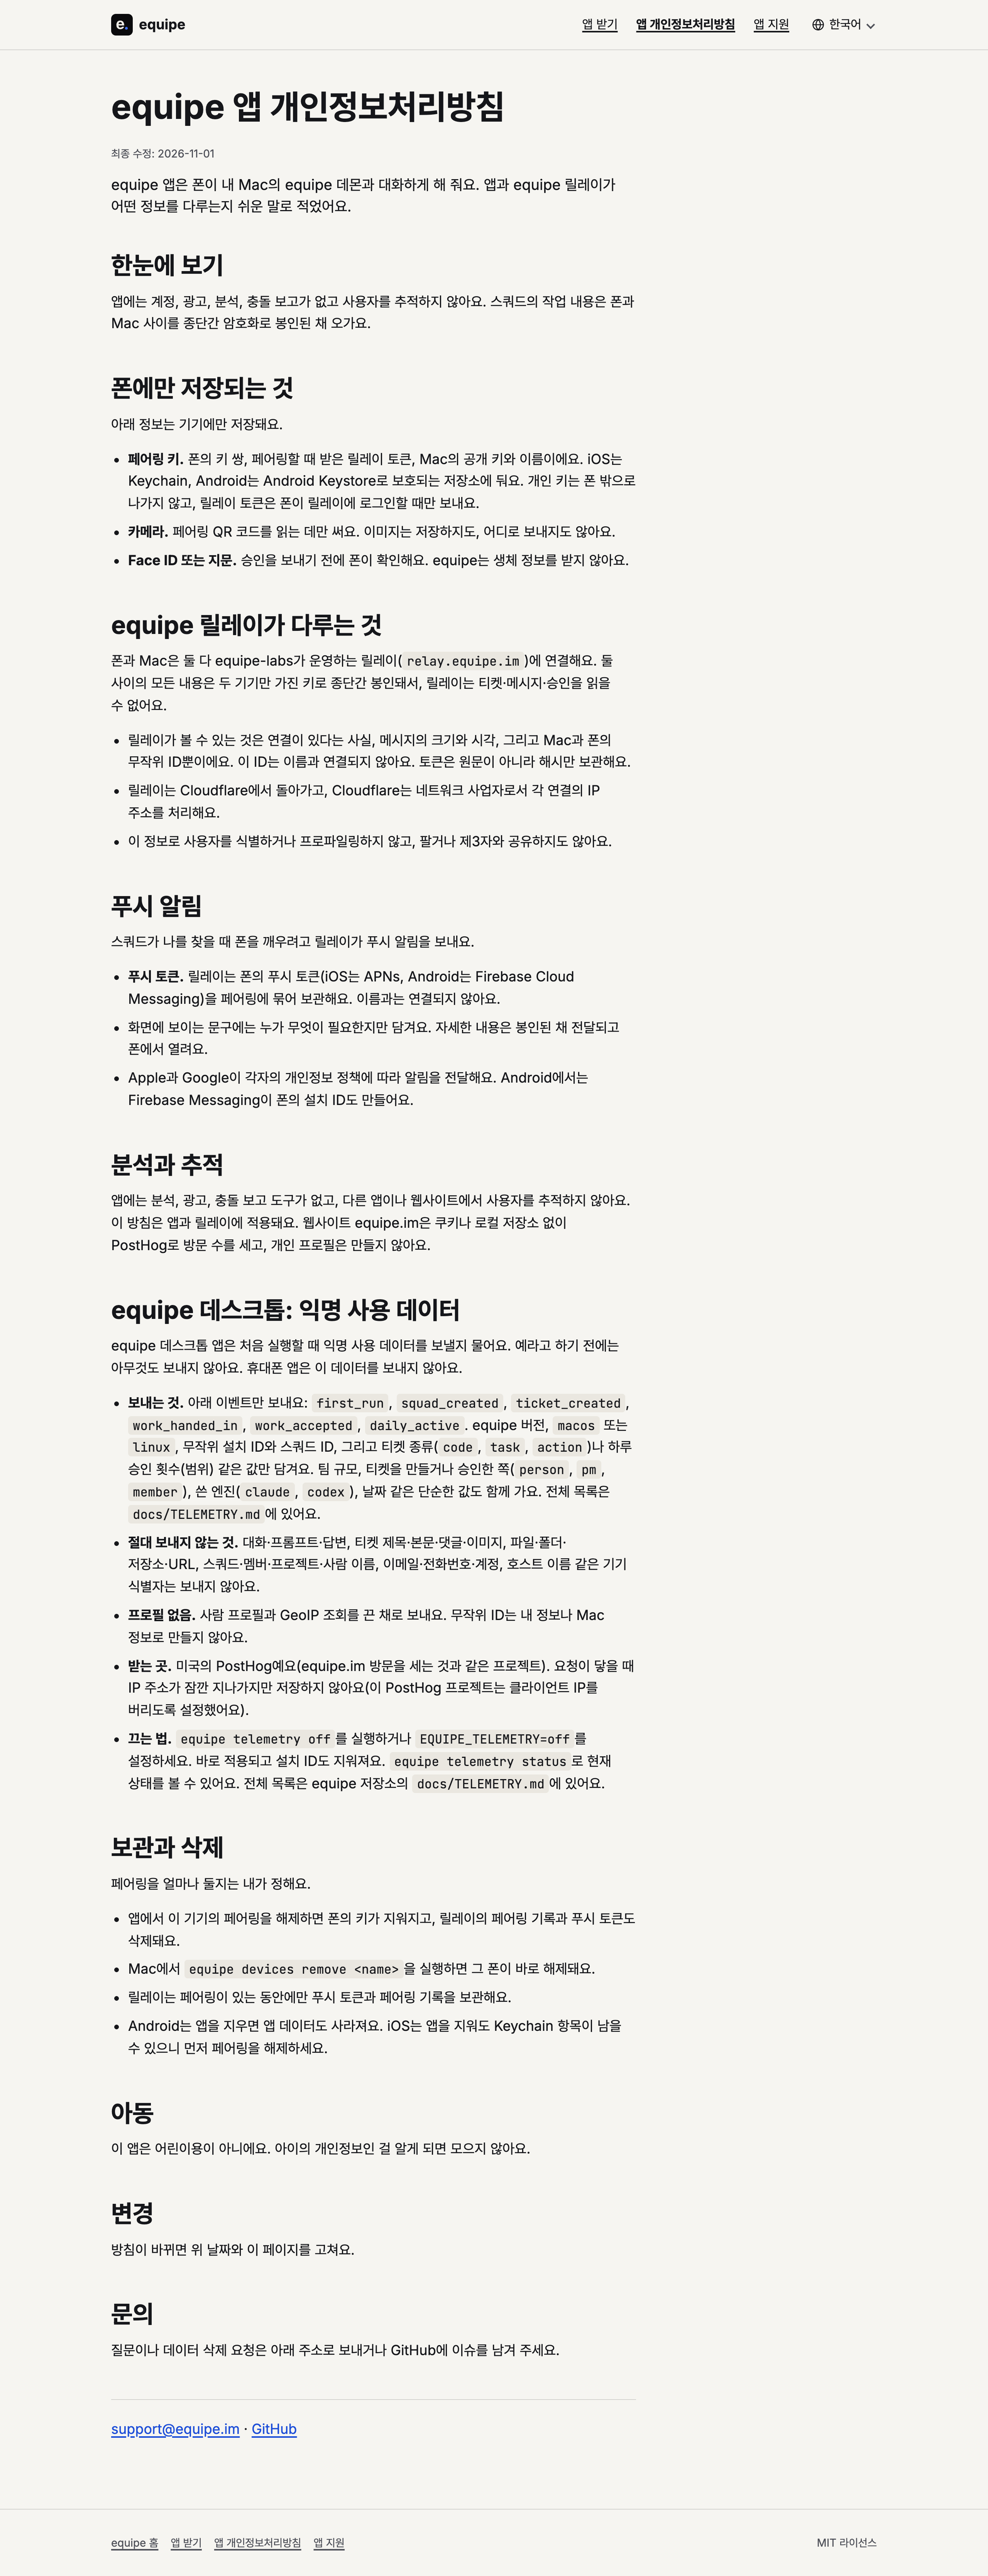 e. equipe
앱 받기 앱 개인정보처리방침 앱 지원 한국어
equipe 앱 개인정보처리방침
최종 수정: 2026-11-01
equipe 앱은 폰이 내 Mac의 equipe 데몬과 대화하게 해 줘요. 앱과 equipe 릴레이가
어떤 정보를 다루는지 쉬운 말로 적었어요.
한눈에 보기
앱에는 계정, 광고, 분석, 충돌 보고가 없고 사용자를 추적하지 않아요. 스쿼드의 작업 내용은 폰과
Mac 사이를 종단간 암호화로 봉인된 채 오가요.
폰에만 저장되는 것
아래 정보는 기기에만 저장돼요.
• 페어링 키. 폰의 키 쌍, 페어링할 때 받은 릴레이 토큰, Mac의 공개 키와 이름이에요. iOS는
Keychain, Android는 Android Keystore로 보호되는 저장소에 둬요. 개인 키는 폰 밖으로
나가지 않고, 릴레이 토큰은 폰이 릴레이에 로그인할 때만 보내요.
• 카메라. 페어링 QR 코드를 읽는 데만 써요. 이미지는 저장하지도, 어디로 보내지도 않아요.
• Face ID 또는 지문. 승인을 보내기 전에 폰이 확인해요. equipe는 생체 정보를 받지 않아요.
equipe 릴레이가 다루는 것
폰과 Mac은 둘 다 equipe-labs가 운영하는 릴레이(relay.equipe.im)에 연결해요. 둘
사이의 모든 내용은 두 기기만 가진 키로 종단간 봉인돼서, 릴레이는 티켓·메시지·승인을 읽을
수 없어요.
• 릴레이가 볼 수 있는 것은 연결이 있다는 사실, 메시지의 크기와 시각, 그리고 Mac과 폰의
무작위 ID뿐이에요. 이 ID는 이름과 연결되지 않아요. 토큰은 원문이 아니라 해시만 보관해요.
• 릴레이는 Cloudflare에서 돌아가고, Cloudflare는 네트워크 사업자로서 각 연결의 IP
주소를 처리해요.
• 이 정보로 사용자를 식별하거나 프로파일링하지 않고, 팔거나 제3자와 공유하지도 않아요.
푸시 알림
스쿼드가 나를 찾을 때 폰을 깨우려고 릴레이가 푸시 알림을 보내요.
• 푸시 토큰. 릴레이는 폰의 푸시 토큰(iOS는 APNs, Android는 Firebase Cloud
Messaging)을 페어링에 묶어 보관해요. 이름과는 연결되지 않아요.
• 화면에 보이는 문구에는 누가 무엇이 필요한지만 담겨요. 자세한 내용은 봉인된 채 전달되고
폰에서 열려요.
• Apple과 Google이 각자의 개인정보 정책에 따라 알림을 전달해요. Android에서는
Firebase Messaging이 폰의 설치 ID도 만들어요.
분석과 추적
앱에는 분석, 광고, 충돌 보고 도구가 없고, 다른 앱이나 웹사이트에서 사용자를 추적하지 않아요.
이 방침은 앱과 릴레이에 적용돼요. 웹사이트 equipe.im은 쿠키나 로컬 저장소 없이
PostHog로 방문 수를 세고, 개인 프로필은 만들지 않아요.
equipe 데스크톱: 익명 사용 데이터
equipe 데스크톱 앱은 처음 실행할 때 익명 사용 데이터를 보낼지 물어요. 예라고 하기 전에는
아무것도 보내지 않아요. 휴대폰 앱은 이 데이터를 보내지 않아요.
• 보내는 것. 아래 이벤트만 보내요: first_run, squad_created, ticket_created,
work_handed_in, work_accepted, daily_active. equipe 버전, macos 또는
linux, 무작위 설치 ID와 스쿼드 ID, 그리고 티켓 종류(code, task, action)나 하루
승인 횟수(범위) 같은 값만 담겨요. 팀 규모, 티켓을 만들거나 승인한 쪽(person, pm,
member), 쓴 엔진(claude, codex), 날짜 같은 단순한 값도 함께 가요. 전체 목록은
docs/TELEMETRY.md에 있어요.
• 절대 보내지 않는 것. 대화·프롬프트·답변, 티켓 제목·본문·댓글·이미지, 파일·폴더·
저장소·URL, 스쿼드·멤버·프로젝트·사람 이름, 이메일·전화번호·계정, 호스트 이름 같은 기기
식별자는 보내지 않아요.
• 프로필 없음. 사람 프로필과 GeoIP 조회를 끈 채로 보내요. 무작위 ID는 내 정보나 Mac
정보로 만들지 않아요.
• 받는 곳. 미국의 PostHog예요(equipe.im 방문을 세는 것과 같은 프로젝트). 요청이 닿을 때
IP 주소가 잠깐 지나가지만 저장하지 않아요(이 PostHog 프로젝트는 클라이언트 IP를
버리도록 설정했어요).
• 끄는 법. equipe telemetry off를 실행하거나 EQUIPE_TELEMETRY=off를
설정하세요. 바로 적용되고 설치 ID도 지워져요. equipe telemetry status로 현재
상태를 볼 수 있어요. 전체 목록은 equipe 저장소의 docs/TELEMETRY.md에 있어요.
보관과 삭제
페어링을 얼마나 둘지는 내가 정해요.
• 앱에서 이 기기의 페어링을 해제하면 폰의 키가 지워지고, 릴레이의 페어링 기록과 푸시 토큰도
삭제돼요.
• Mac에서 equipe devices remove <name>을 실행하면 그 폰이 바로 해제돼요.
• 릴레이는 페어링이 있는 동안에만 푸시 토큰과 페어링 기록을 보관해요.
• Android는 앱을 지우면 앱 데이터도 사라져요. iOS는 앱을 지워도 Keychain 항목이 남을
수 있으니 먼저 페어링을 해제하세요.
아동
이 앱은 어린이용이 아니에요. 아이의 개인정보인 걸 알게 되면 모으지 않아요.
변경
방침이 바뀌면 위 날짜와 이 페이지를 고쳐요.
문의
질문이나 데이터 삭제 요청은 아래 주소로 보내거나 GitHub에 이슈를 남겨 주세요.
support@equipe.im · GitHub
equipe 홈 앱 받기 앱 개인정보처리방침 앱 지원 MIT 라이선스